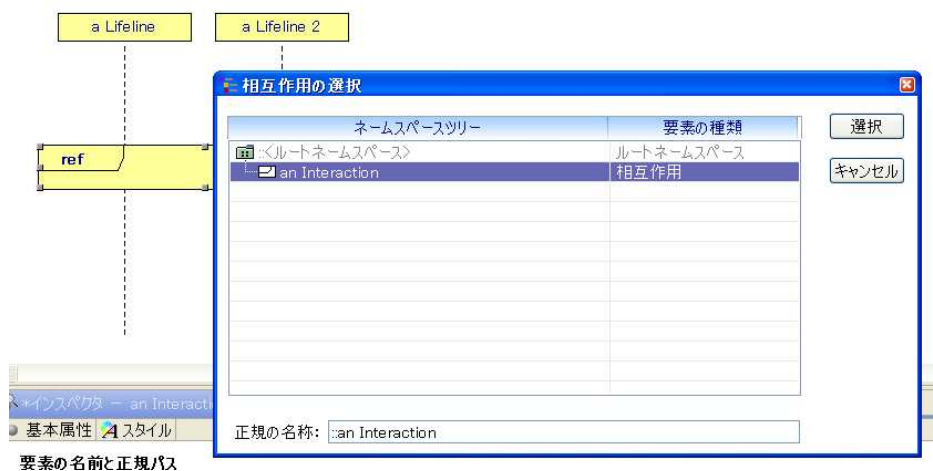 a Lifeline
a Lifeline 2
相互作用の選択
ネームスペースツリー
要素の種類
選択
::<ルートネームスペース>
ルートネームスペース
ref
an Interaction
相互作用
キャンセル
*インスペクタ - an Interacti
基本属性
スタイル
正規の名称:
::an Interaction
要素の名前と正規パス